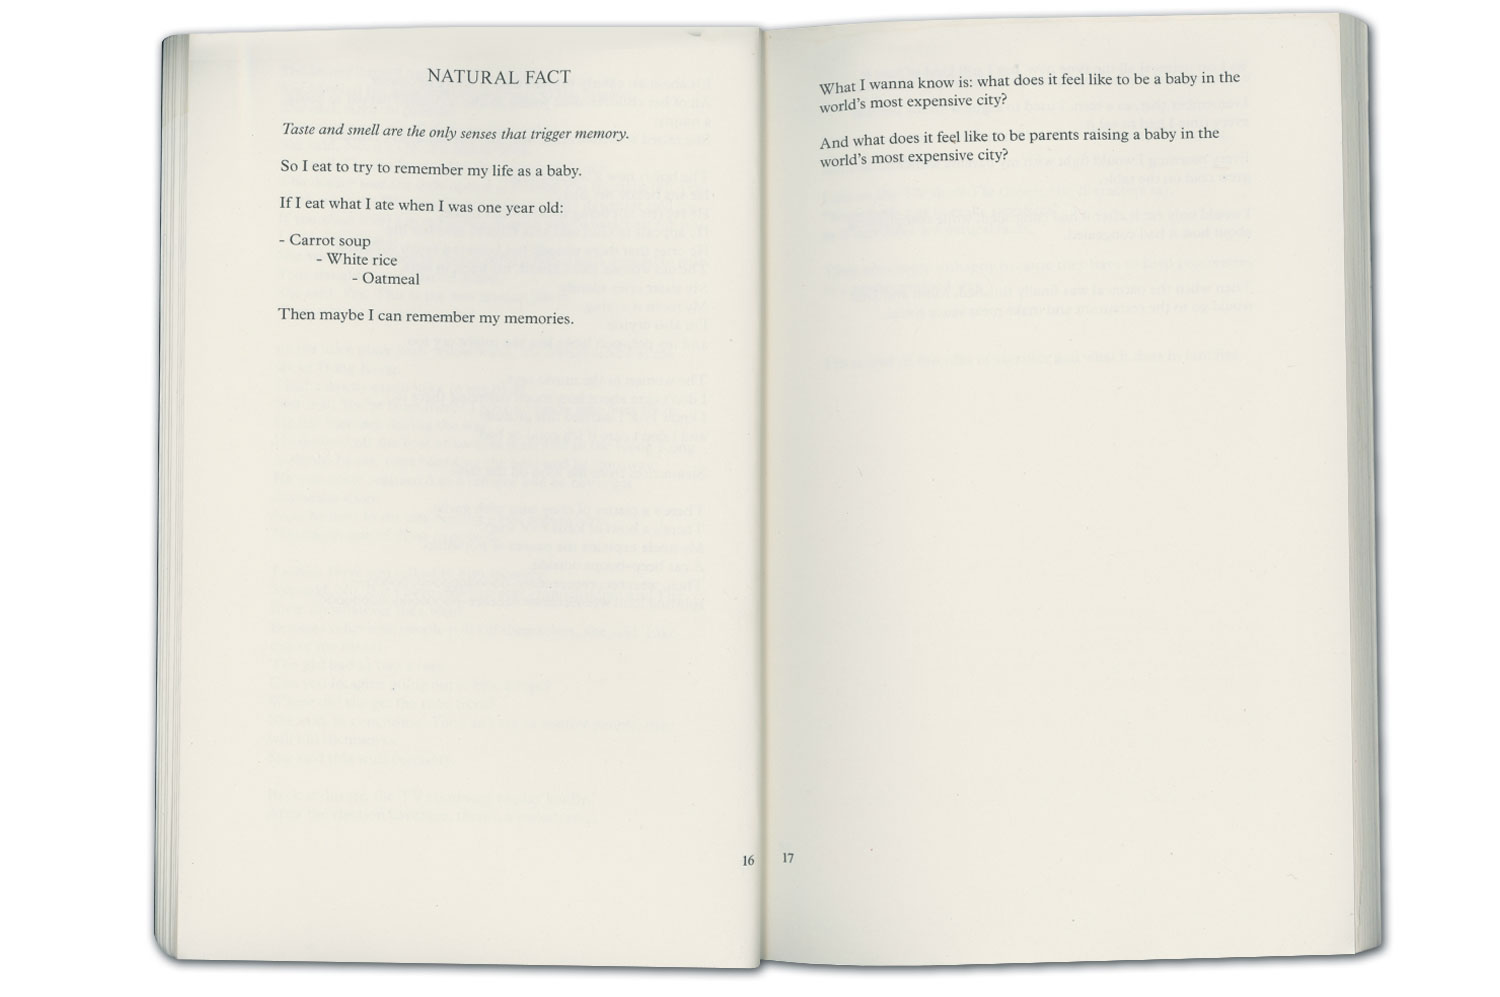 NATURAL FACT
Taste and smell are the only senses that trigger memory.
So I eat to try to remember my life as a baby.
If I eat what I ate when I was one year old:
- Carrot soup
- White rice
- Oatmeal
Then maybe I can remember my memories.
16
What I wanna know is: what does it feel like to be a baby in the
world's most expensive city?
And what does it feel like to be parents raising a baby in the
world's most expensive city?
17